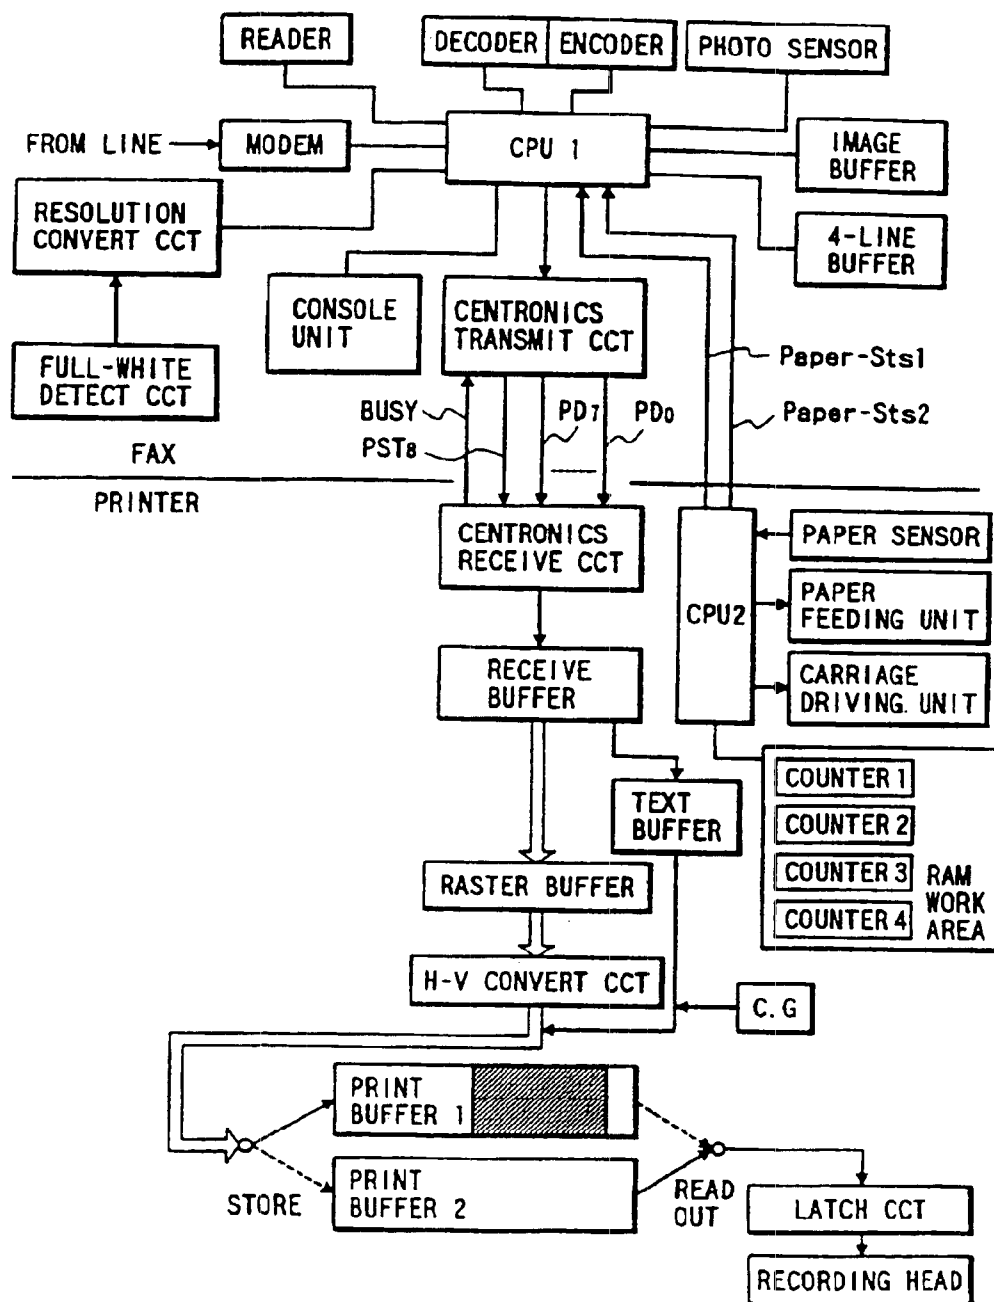 READER
DECODER ENCODER
PHOTO SENSOR
FROM LINE
MODEM
CPU 1
IMAGE
BUFFER
RESOLUTION
CONVERT CCT
4-LINE
BUFFER
CONSOLE
UNIT
CENTRONICS
TRANSMIT CCT
FULL-WHITE
DETECT CCT
Paper-Sts1
Paper-Sts2
BUSY
PST8
PD7
PD0
FAX
PRINTER
CENTRONICS
RECEIVE CCT
CPU2
PAPER SENSOR
PAPER
FEEDING UNIT
CARRIAGE
DRIVING. UNIT
RECEIVE
BUFFER
TEXT
BUFFER
COUNTER 1
COUNTER 2
COUNTER 3
COUNTER 4
RAM
WORK
AREA
RASTER BUFFER
H-V CONVERT CCT
C.G
PRINT
BUFFER 1
PRINT
BUFFER 2
STORE
READ
OUT
LATCH CCT
RECORDING HEAD